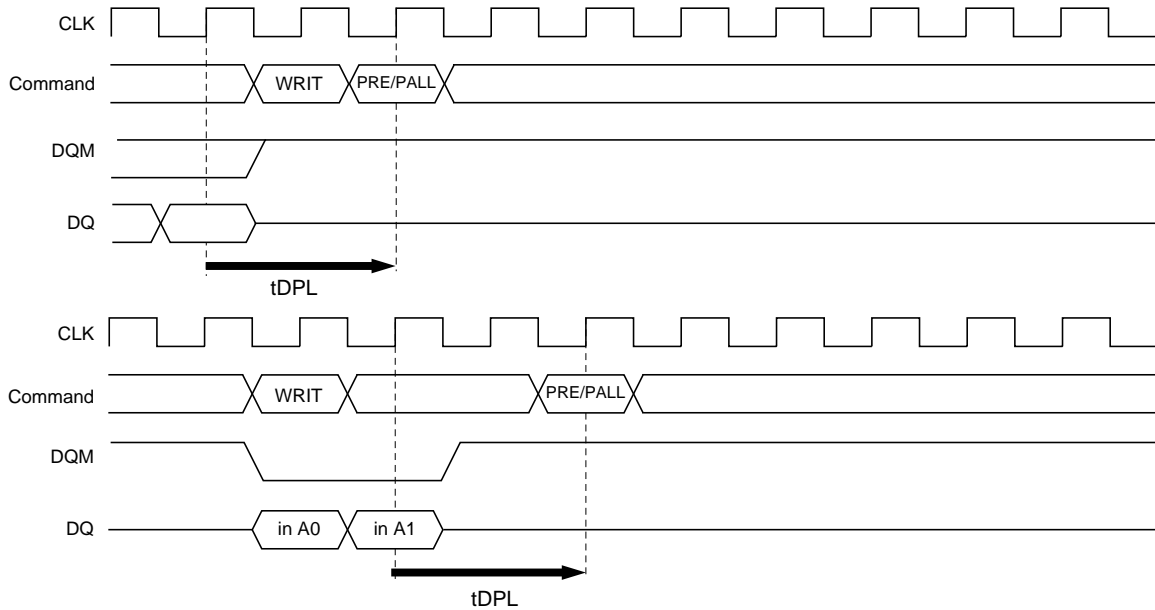 CLK
Command WRIT PRE/PALL
DQM
DQ
tDPL
CLK
Command WRIT PRE/PALL
DQM
DQ in A0 in A1
tDPL